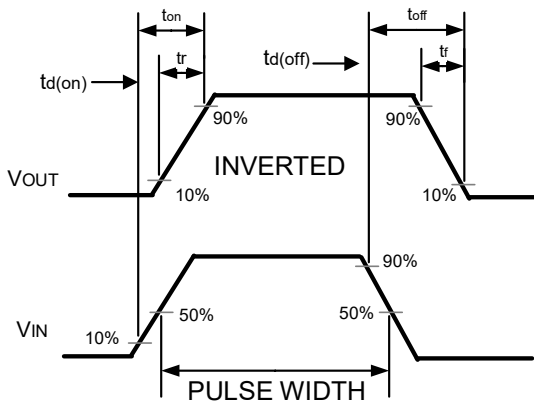 ton
toff
tr
td(off)
tf
td(on)
90%
90%
INVERTED
VOUT
10%
10%
90%
50%
50%
VIN
10%
PULSE WIDTH